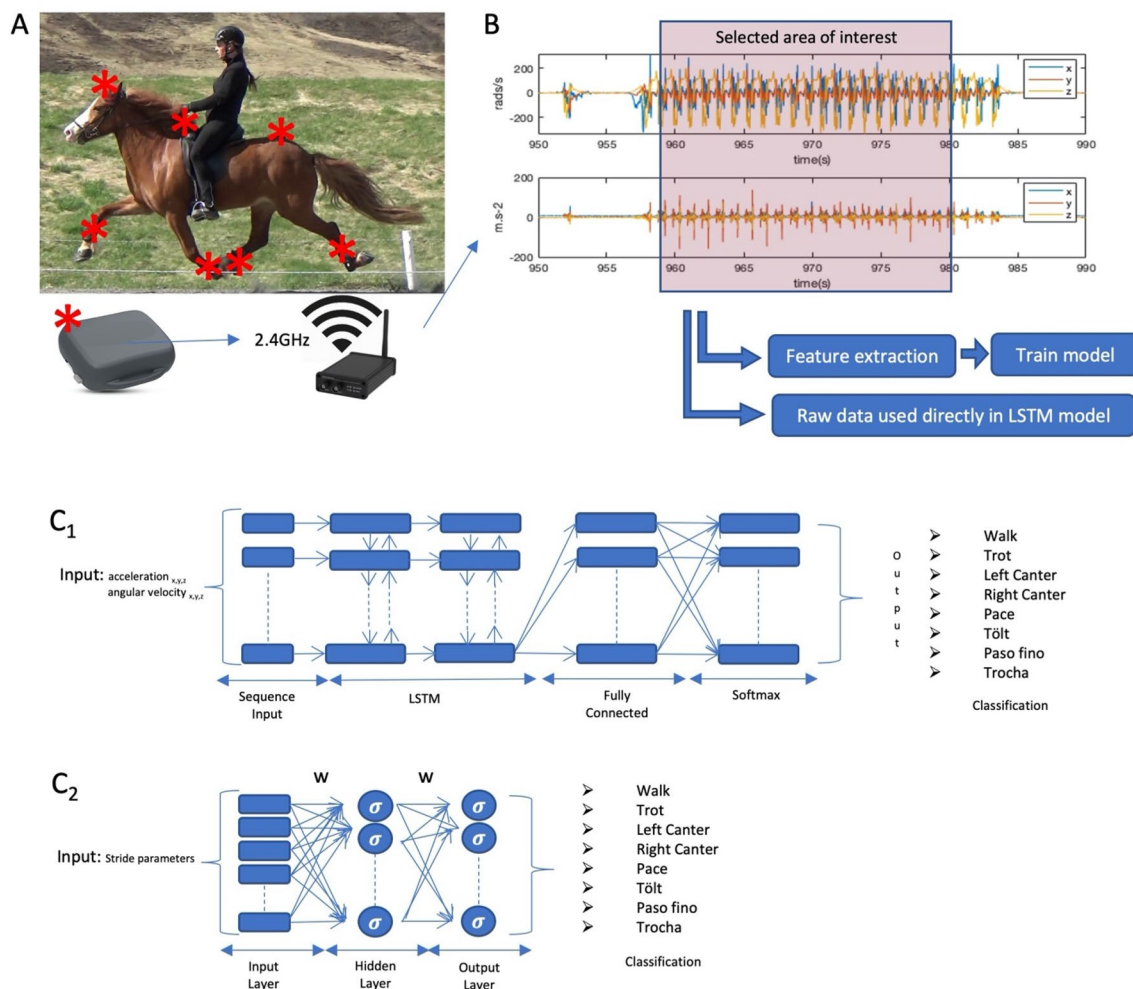 A
2.4GHz
B
Selected area of interest
rads/s
200
0
-200
x
y
z
950 955 960 965 970 975 980 985 990
time(s)
m.s-2
200
0
-200
x
y
z
950 955 960 965 970 975 980 985 990
time(s)
Feature extraction
Train model
Raw data used directly in LSTM model
C1
Input: acceleration x,y,z
angular velocity x,y,z
Sequence
Input
LSTM
Fully
Connected
Softmax
Output
Walk
Trot
Left Canter
Right Canter
Pace
Tölt
Paso fino
Trocha
Classification
C2
Input: Stride parameters
W
W
σ
σ
σ
σ
σ
σ
Input
Layer
Hidden
Layer
Output
Layer
Walk
Trot
Left Canter
Right Canter
Pace
Tölt
Paso fino
Trocha
Classification